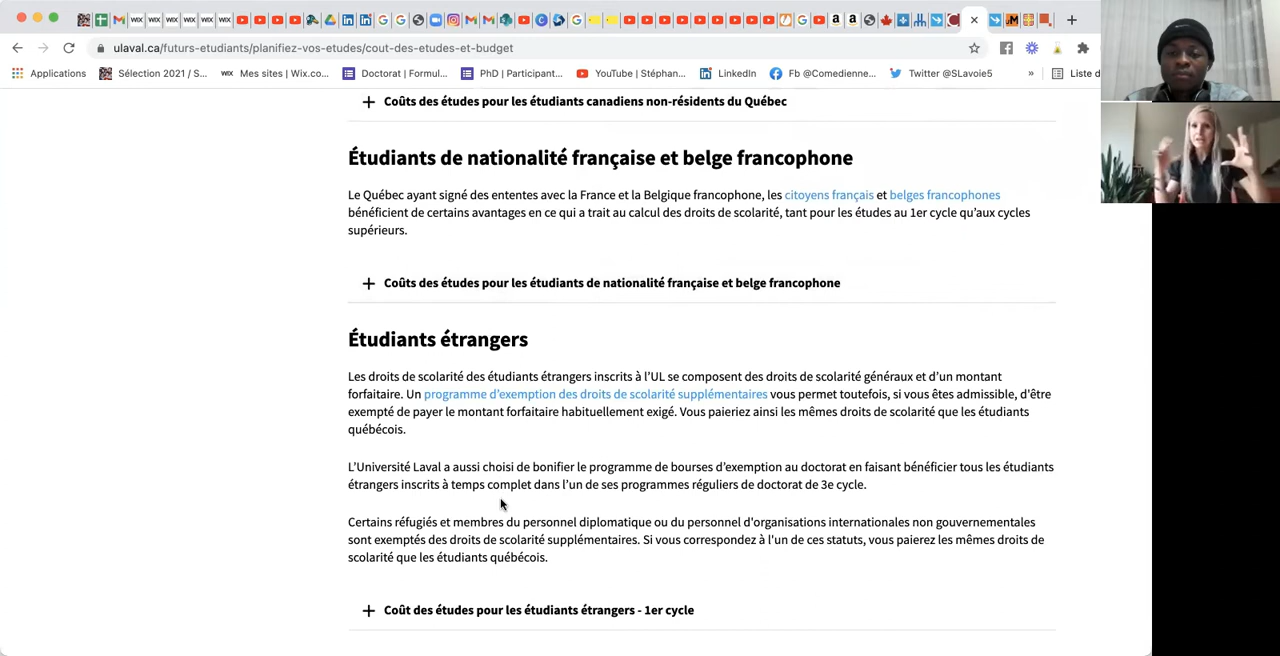 ulaval.ca/futurs-etudiants/planifiez-vos-etudes/cout-des-etudes-et-budget
Applications
Sélection 2021 / S...
Mes sites | Wix.co...
Doctorat | Formul...
PhD | Participant...
YouTube | Stéphan...
LinkedIn
Fb @Comedienne...
Twitter @SLavoie5
»
Liste d
+ Coûts des études pour les étudiants canadiens non-résidents du Québec
Étudiants de nationalité française et belge francophone
Le Québec ayant signé des ententes avec la France et la Belgique francophone, les citoyens français et belges francophones
bénéficient de certains avantages en ce qui a trait au calcul des droits de scolarité, tant pour les études au 1er cycle qu'aux cycles
supérieurs.
+ Coûts des études pour les étudiants de nationalité française et belge francophone
Étudiants étrangers
Les droits de scolarité des étudiants étrangers inscrits à l'UL se composent des droits de scolarité généraux et d'un montant
forfaitaire. Un programme d'exemption des droits de scolarité supplémentaires vous permet toutefois, si vous êtes admissible, d'être
exempté de payer le montant forfaitaire habituellement exigé. Vous paieriez ainsi les mêmes droits de scolarité que les étudiants
québécois.
L'Université Laval a aussi choisi de bonifier le programme de bourses d'exemption au doctorat en faisant bénéficier tous les étudiants
étrangers inscrits à temps complet dans l'un de ses programmes réguliers de doctorat de 3e cycle.
Certains réfugiés et membres du personnel diplomatique ou du personnel d'organisations internationales non gouvernementales
sont exemptés des droits de scolarité supplémentaires. Si vous correspondez à l'un de ces statuts, vous paierez les mêmes droits de
scolarité que les étudiants québécois.
+ Coût des études pour les étudiants étrangers - 1er cycle